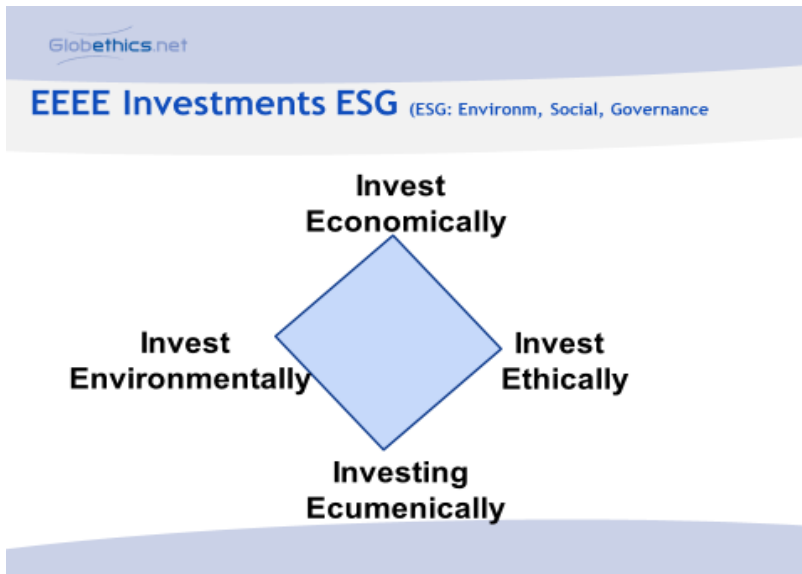 Globethics.net
EEEE Investments ESG (ESG: Environm, Social, Governance
Invest
Economically
Invest
Environmentally
Invest
Ethically
Investing
Ecumenically